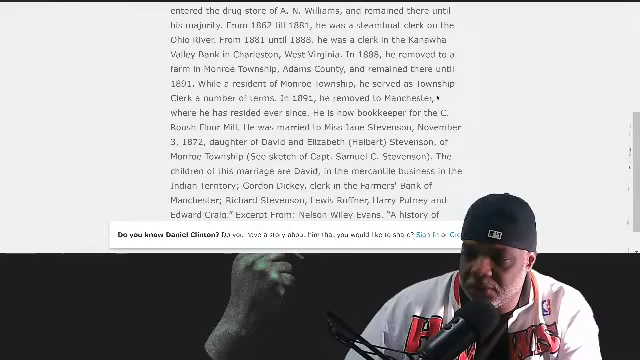 entered the drug store of A. N. Williams, and remained there until
his majority. From 1862 till 1881, he was a steamboat clerk on the
Ohio River. From 1881 until 1888, he was a clerk in the Kanawha
Valley Bank in Charleston, West Virginia. In 1888, he removed to a
farm in Monroe Township, Adams County, and remained there until
1891. While a resident of Monroe Township, he served as Township
Clerk a number of terms. In 1891, he removed to Manchester,
where he has resided ever since. He is now bookkeeper for the C.
Roush Flour Mill. He was married to Miss Jane Stevenson, November
3, 1872, daughter of David and Elizabeth (Halbert) Stevenson, of
Monroe Township (See sketch of Capt. Samuel C. Stevenson). The
children of this marriage are David, in the mercantile business in the
Indian Territory; Gordon Dickey, clerk in the Farmers' Bank of
Manchester; Richard Stevenson, Lewis Ruffner, Harry Putney and
Edward Craig." Excerpt From: Nelson Wiley Evans. "A history of
Do you know Daniel Clinton? Do you have a story about him that you would like to share? Sign In or